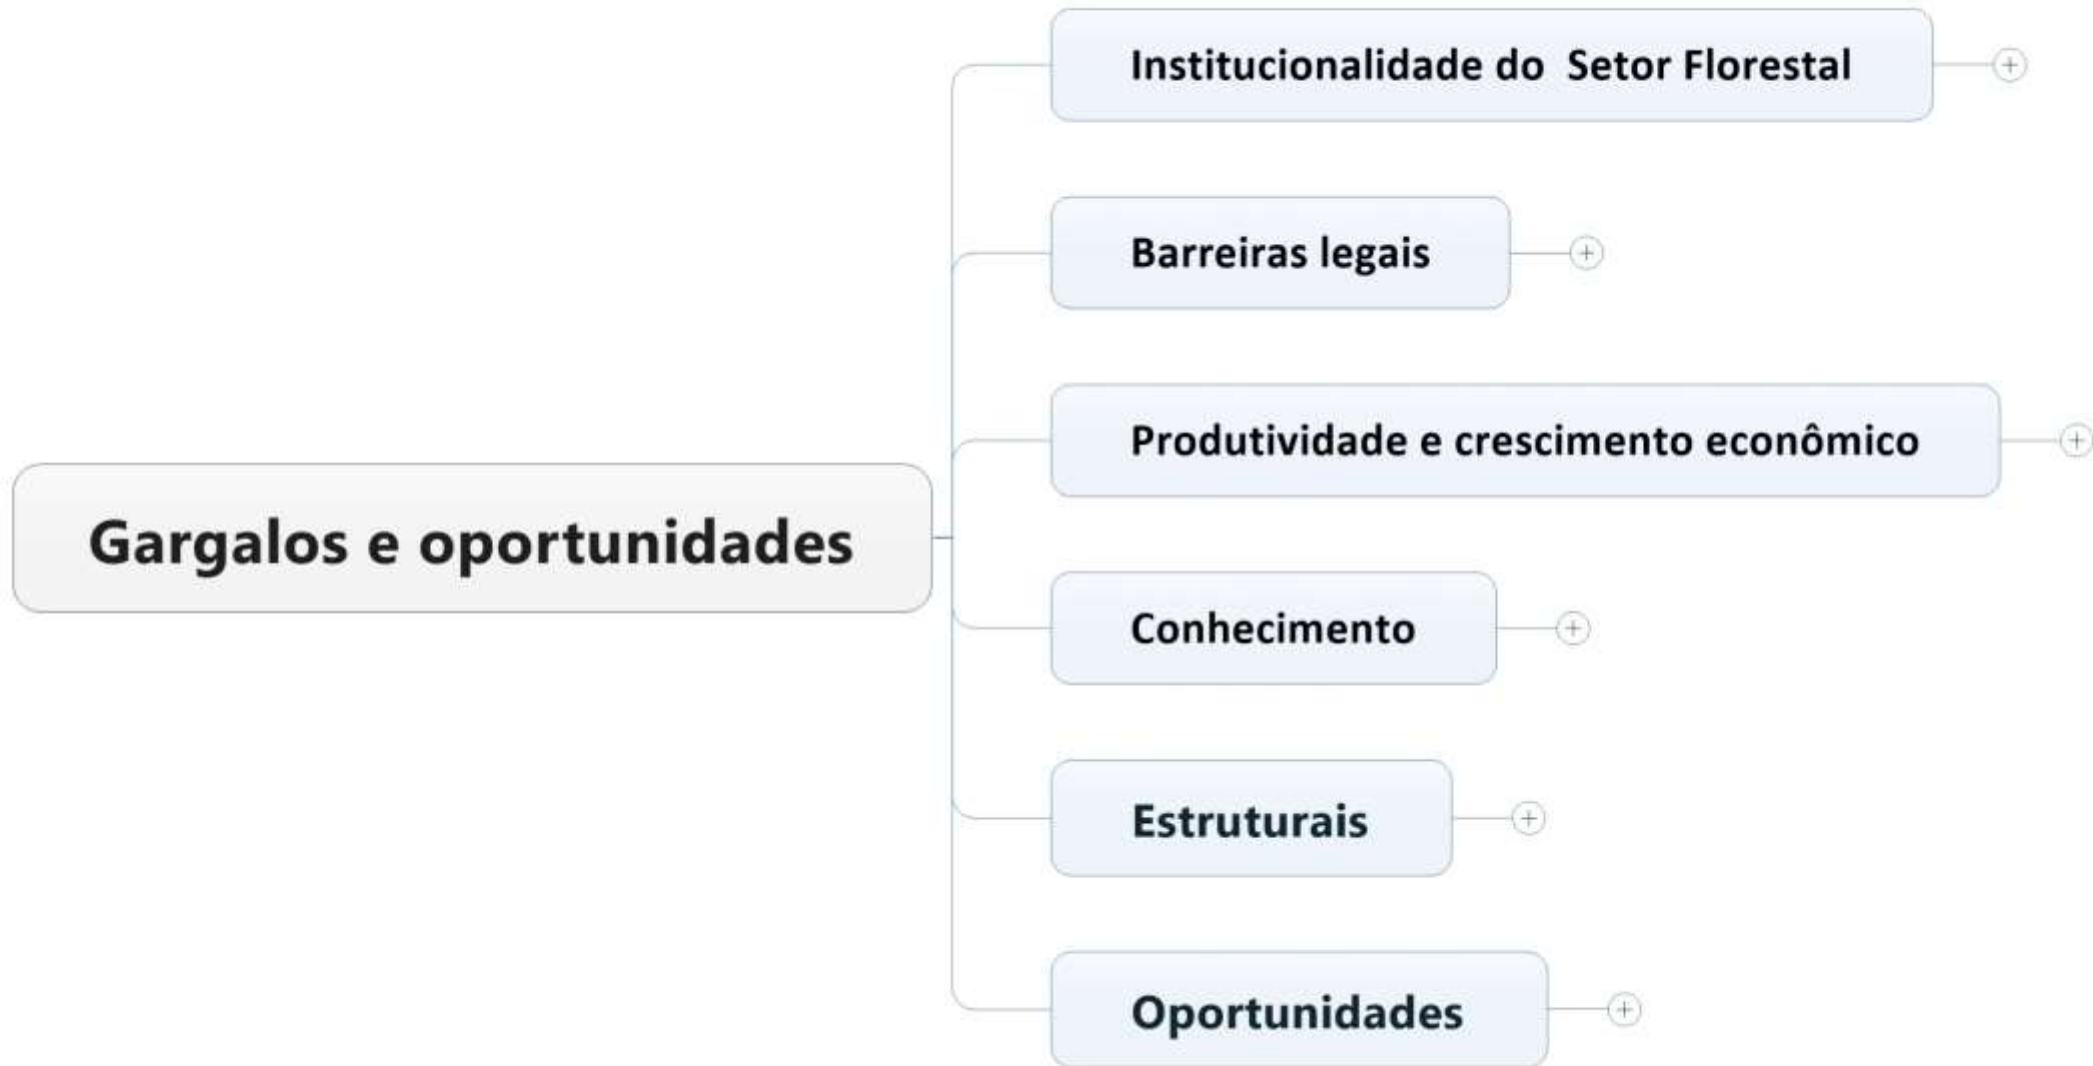 Institucionalidade do  Setor Florestal
Barreiras legais
Produtividade e crescimento econômico
Gargalos e oportunidades
Conhecimento
Estruturais
Oportunidades